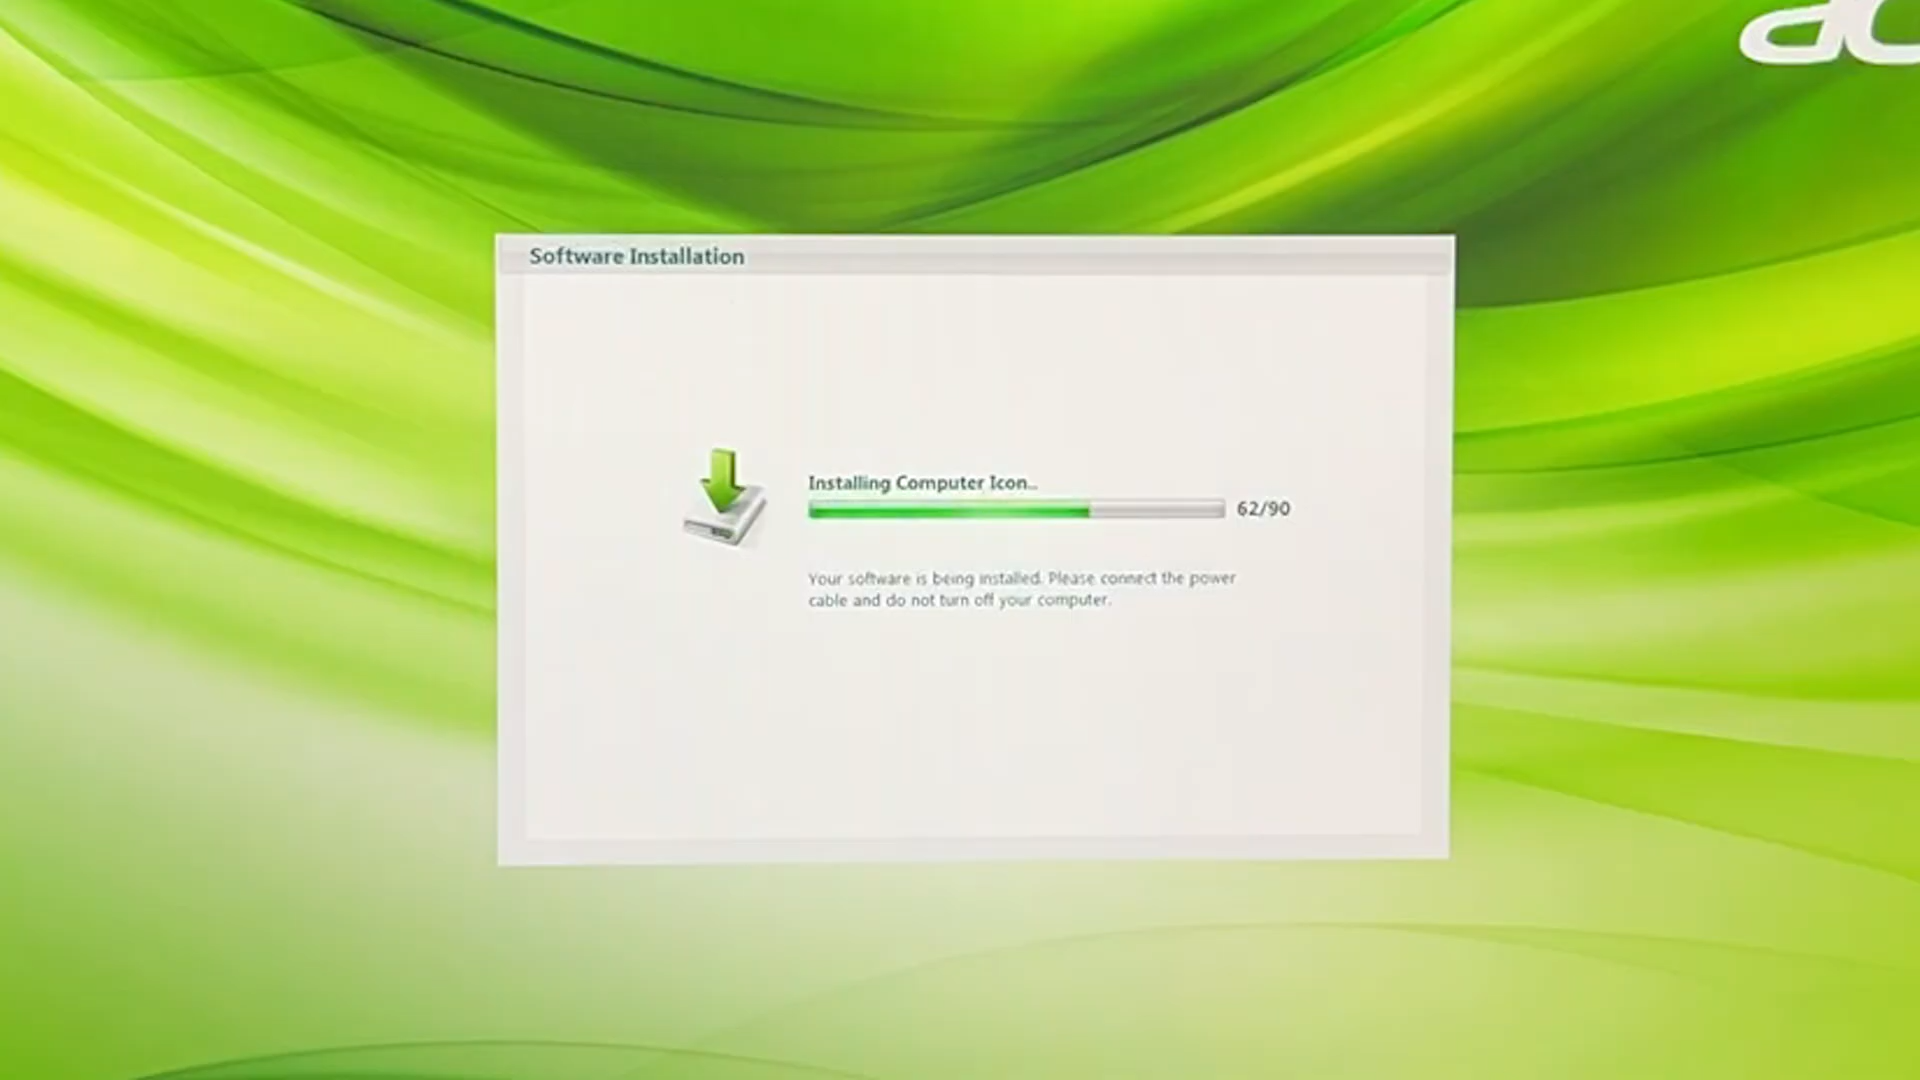 Software Installation
Installing Computer Icon...
62/90
Your software is being installed. Please connect the power
cable and do not turn off your computer.